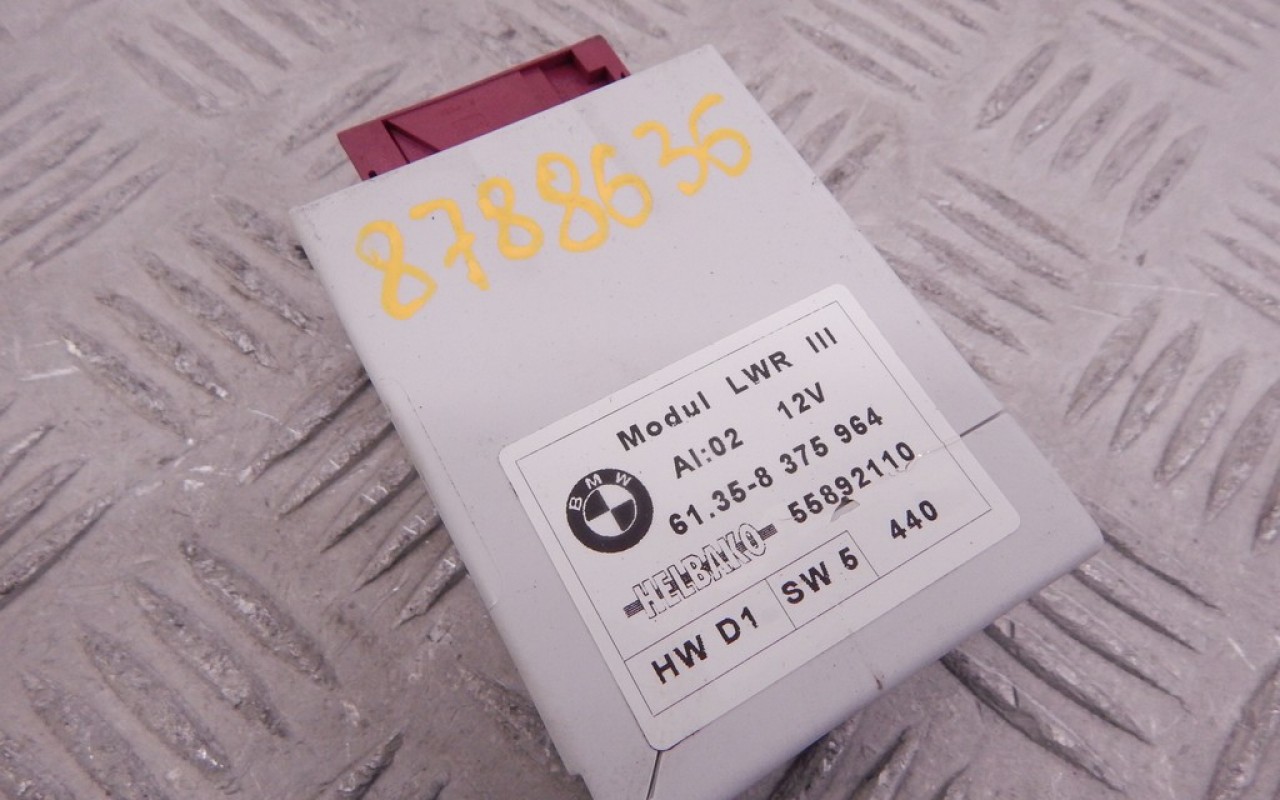 8788636
Modul LWR III
AI:02 12V
BMW
61.35-8 375 964
HELBAKO 55892110
HW D1 SW 5 440